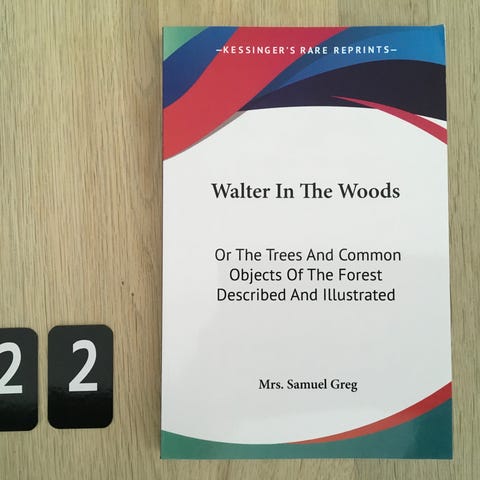 —KESSINGER'S RARE REPRINTS—
Walter In The Woods
Or The Trees And Common
Objects Of The Forest
Described And Illustrated
2 2
Mrs. Samuel Greg